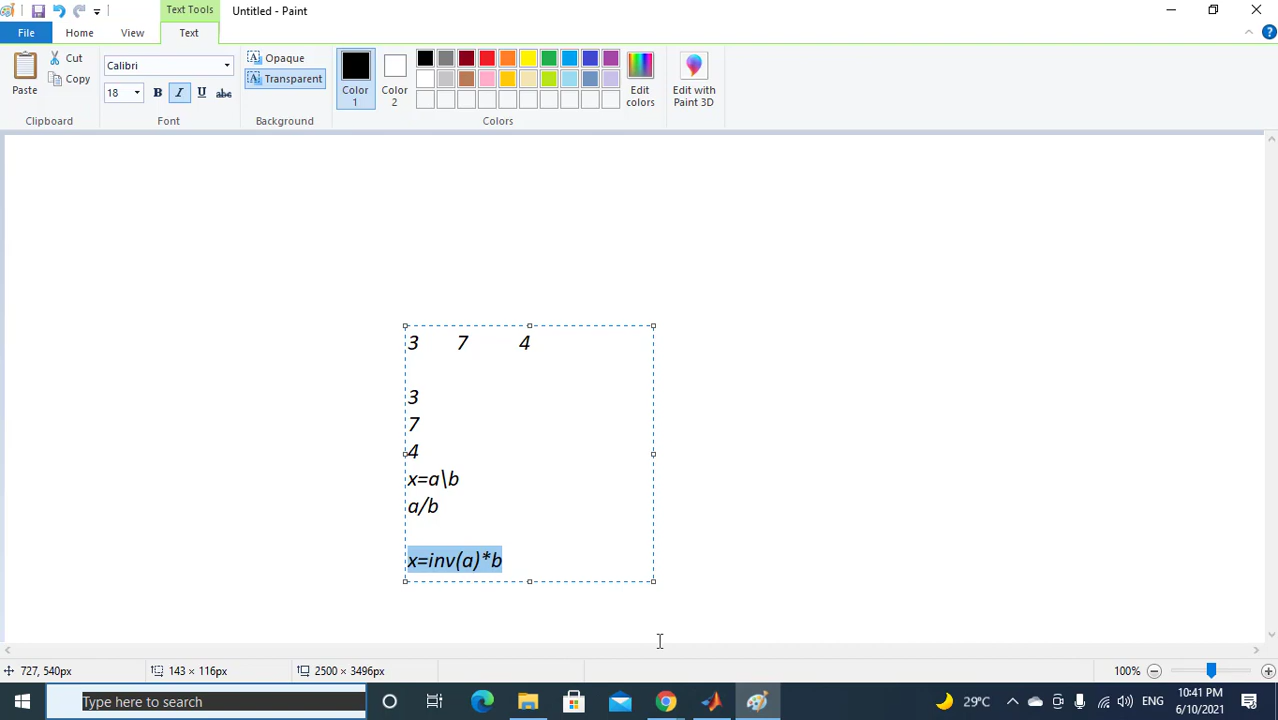 Text Tools
Untitled - Paint
File
Home
View
Text
Paste
Cut
Copy
Clipboard
Calibri
18
B
I
U
abc
Font
Opaque
Transparent
Background
Color 1
Color 2
Edit colors
Colors
Edit with Paint 3D
3 7 4
3
7
4
x=a\b
a/b
x=inv(a)*b
727, 540px
143 × 116px
2500 × 3496px
100%
Type here to search
29°C
ENG
10:41 PM
6/10/2021